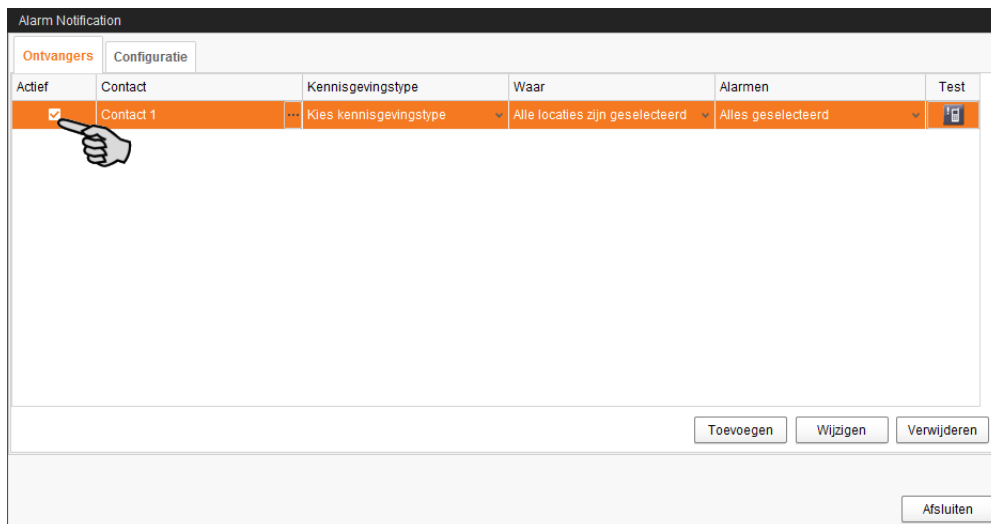 Alarm Notification
Ontvangers Configuratie
Actief Contact Kennisgevingstype Waar Alarmen Test
Contact 1 ... Kies kennisgevingstype Alle locaties zijn geselecteerd Alles geselecteerd
Toevoegen Wijzigen Verwijderen
Afsluiten